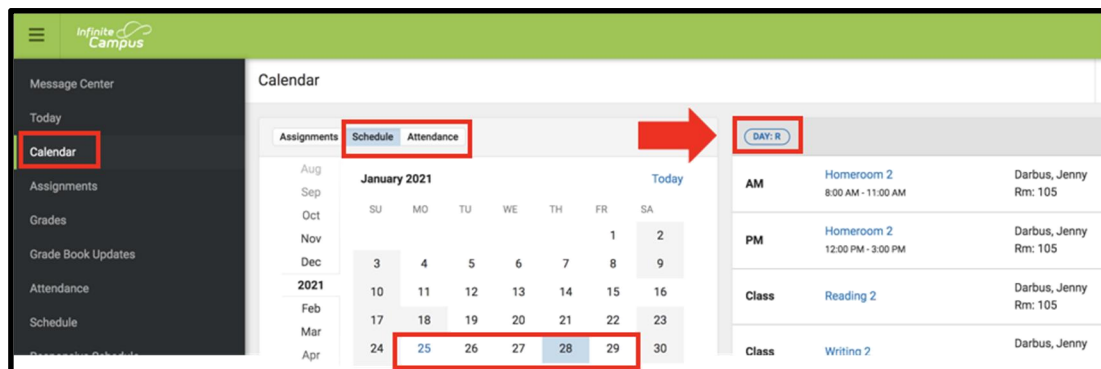 Infinite
Campus
Message Center
Today
Calendar
Assignments
Grades
Grade Book Updates
Attendance
Schedule
Responsive Schedule
Calendar
Assignments Schedule Attendance
Aug
Sep
Oct
Nov
Dec
2021
Feb
Mar
Apr
January 2021 Today
SU MO TU WE TH FR SA
1 2
3 4 5 6 7 8 9
10 11 12 13 14 15 16
17 18 19 20 21 22 23
24 25 26 27 28 29 30
DAY: R
AM Homeroom 2 Darbus, Jenny
8:00 AM - 11:00 AM Rm: 105
PM Homeroom 2 Darbus, Jenny
12:00 PM - 3:00 PM Rm: 105
Class Reading 2 Darbus, Jenny
Rm: 105
Class Writing 2 Darbus, Jenny